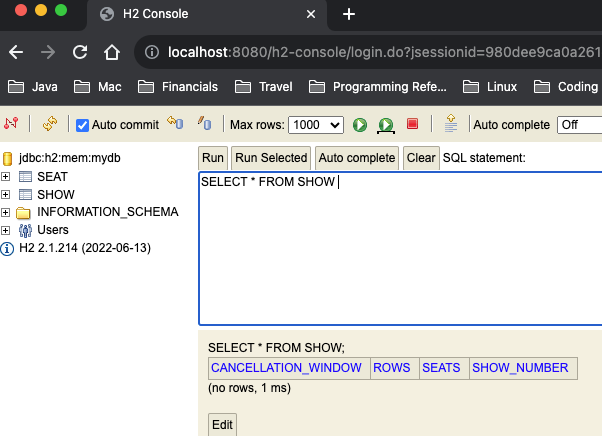 H2 Console
localhost:8080/h2-console/login.do?jsessionid=980dee9ca0a261
Java Mac Financials Travel Programming Refe... Linux Coding
Auto commit Max rows: 1000 Auto complete Off
jdbc:h2:mem:mydb
SEAT
SHOW
INFORMATION_SCHEMA
Users
H2 2.1.214 (2022-06-13)
Run Run Selected Auto complete Clear SQL statement:
SELECT * FROM SHOW
SELECT * FROM SHOW;
CANCELLATION_WINDOW ROWS SEATS SHOW_NUMBER
(no rows, 1 ms)
Edit